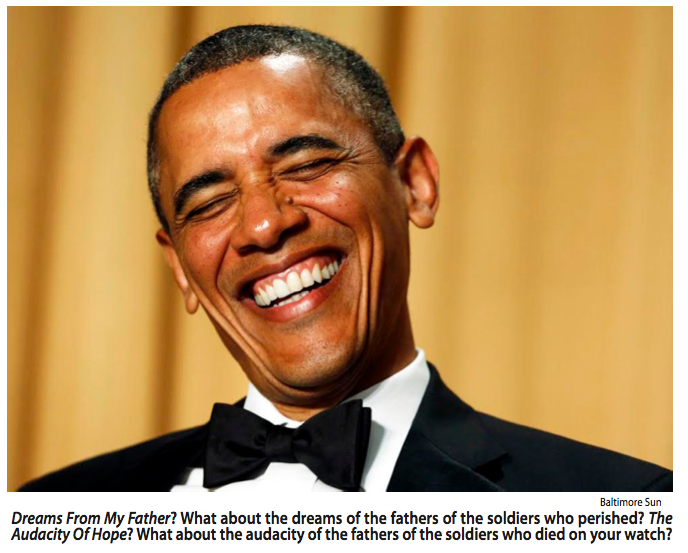 Baltimore Sun
Dreams From My Father? What about the dreams of the fathers of the soldiers who perished? The
Audacity Of Hope? What about the audacity of the fathers of the soldiers who died on your watch?